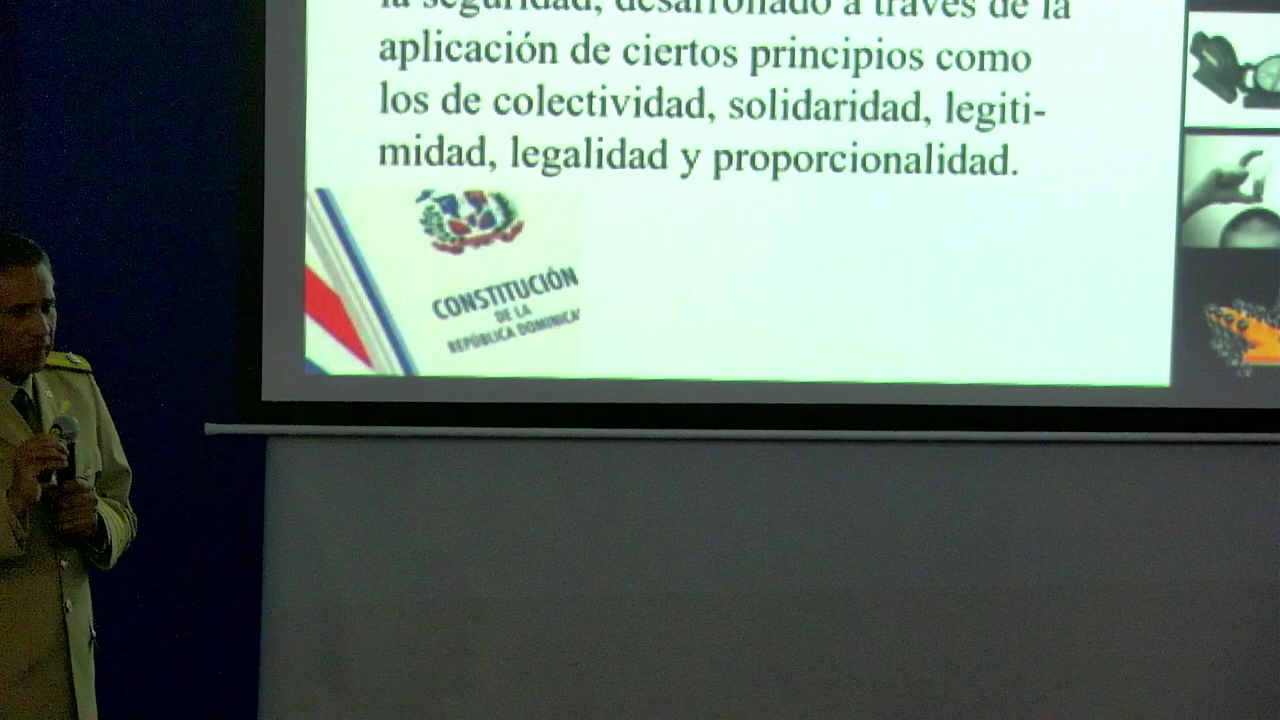 la seguridad, desarrollado a través de la
aplicación de ciertos principios como
los de colectividad, solidaridad, legiti-
midad, legalidad y proporcionalidad.
CONSTITUCIÓN
DE LA
REPÚBLICA DOMINICA